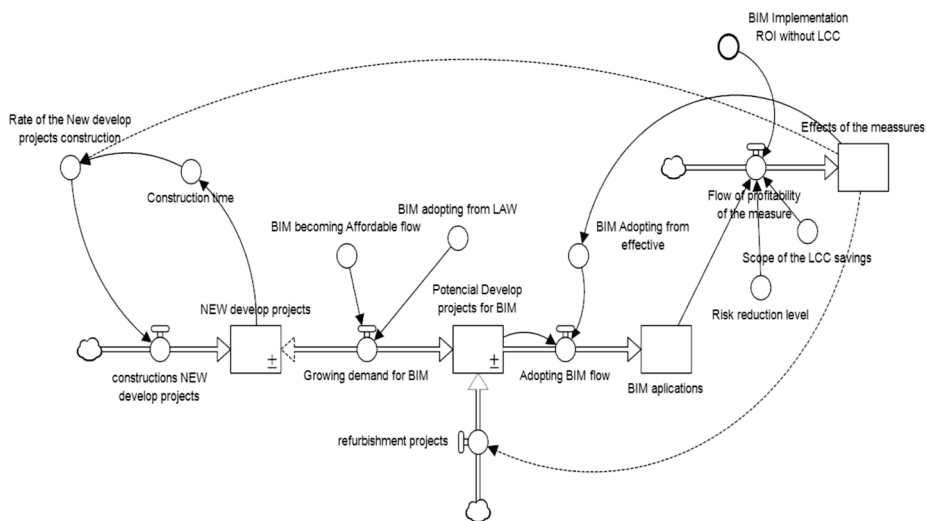 BIM Implementation
ROI without LCC
Rate of the New develop
projects construction
Effects of the meassures
Construction time
BIM adopting from LAW
BIM becoming Affordable flow
BIM Adopting from
effective
Flow of profitability
of the measure
Scope of the LCC savings
Risk reduction level
NEW develop projects
Potencial Develop
projects for BIM
±
±
constructions NEW
develop projects
Growing demand for BIM
Adopting BIM flow
BIM aplications
refurbishment projects